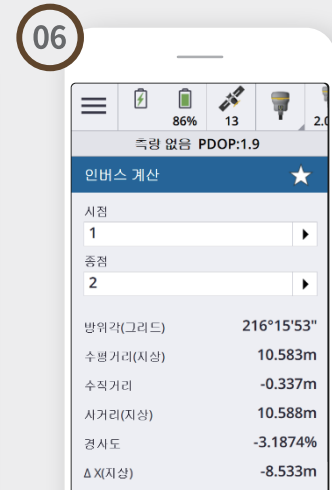 06
86%
13
2.0
측량 없음 PDOP:1.9
인버스 계산
시점
1
종점
2
방위각(그리드) 216°15'53"
수평거리(지상) 10.583m
수직거리 -0.337m
사거리(지상) 10.588m
경사도 -3.1874%
Δ X(지상) -8.533m